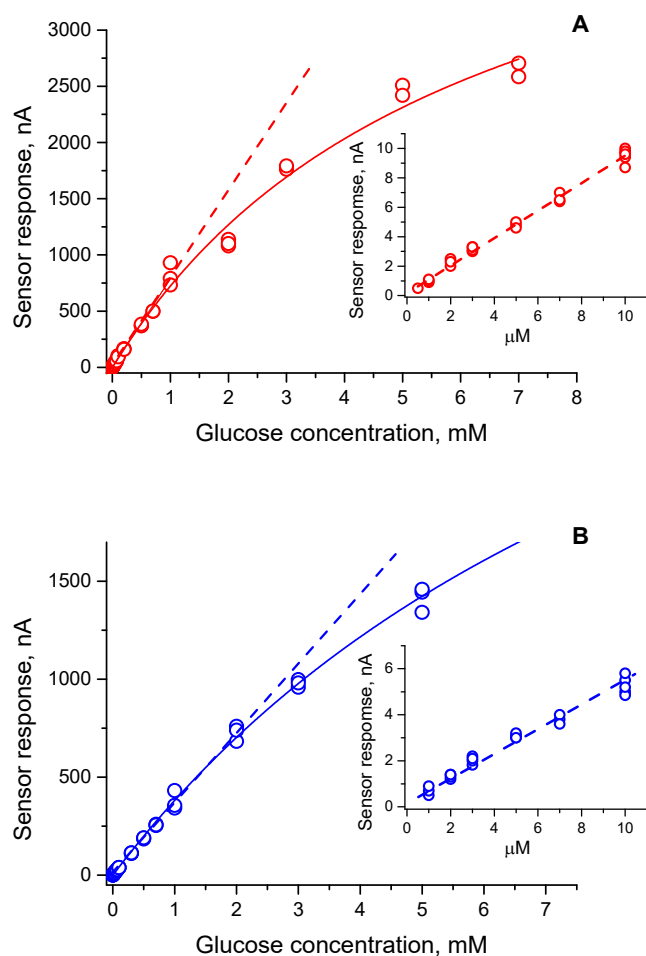 A
3000
2500
2000
1500
1000
500
0
Sensor response, nA
0 1 2 3 4 5 6 7 8
Glucose concentration, mM
10
8
6
4
2
0
Sensor respomse, nA
0 2 4 6 8 10
μM
B
1500
1000
500
0
Sensor response, nA
0 1 2 3 4 5 6 7
Glucose concentration, mM
6
4
2
0
Sensor respomse, nA
0 2 4 6 8 10
μM